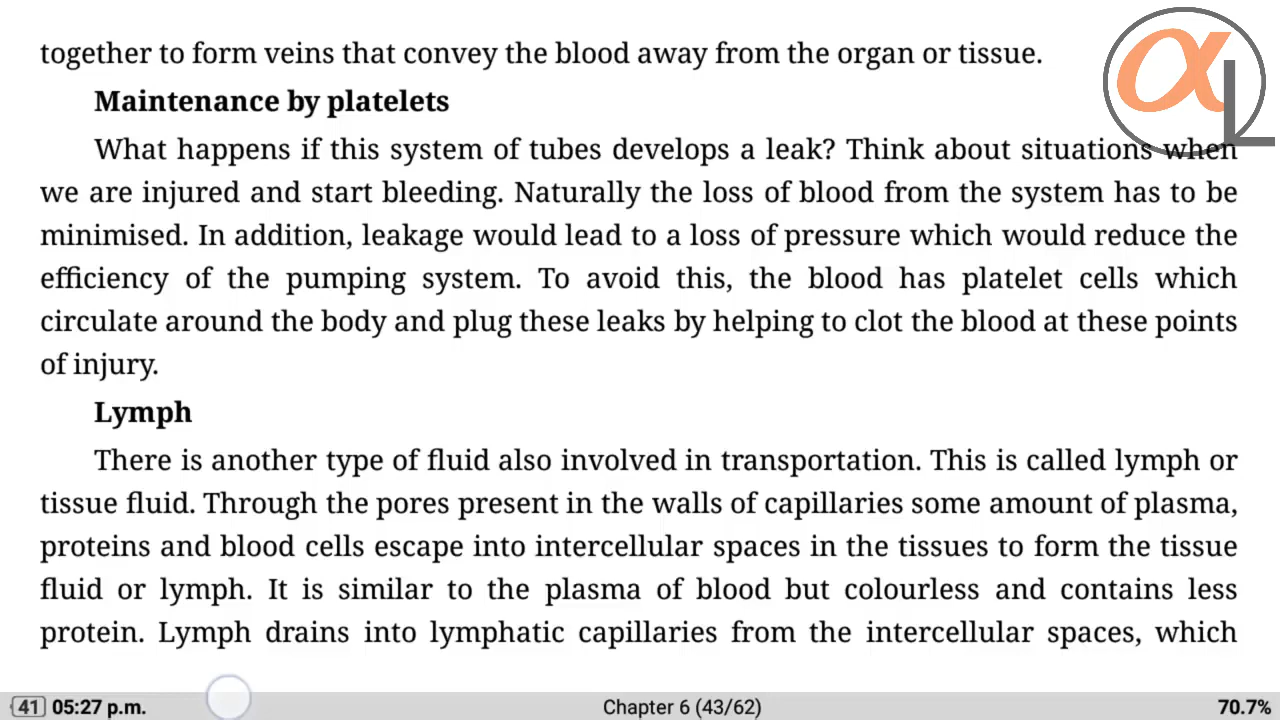 together to form veins that convey the blood away from the organ or tissue.
Maintenance by platelets
What happens if this system of tubes develops a leak? Think about situations when
we are injured and start bleeding. Naturally the loss of blood from the system has to be
minimised. In addition, leakage would lead to a loss of pressure which would reduce the
efficiency of the pumping system. To avoid this, the blood has platelet cells which
circulate around the body and plug these leaks by helping to clot the blood at these points
of injury.
Lymph
There is another type of fluid also involved in transportation. This is called lymph or
tissue fluid. Through the pores present in the walls of capillaries some amount of plasma,
proteins and blood cells escape into intercellular spaces in the tissues to form the tissue
fluid or lymph. It is similar to the plasma of blood but colourless and contains less
protein. Lymph drains into lymphatic capillaries from the intercellular spaces, which
41 05:27 p.m. Chapter 6 (43/62) 70.7%
αL